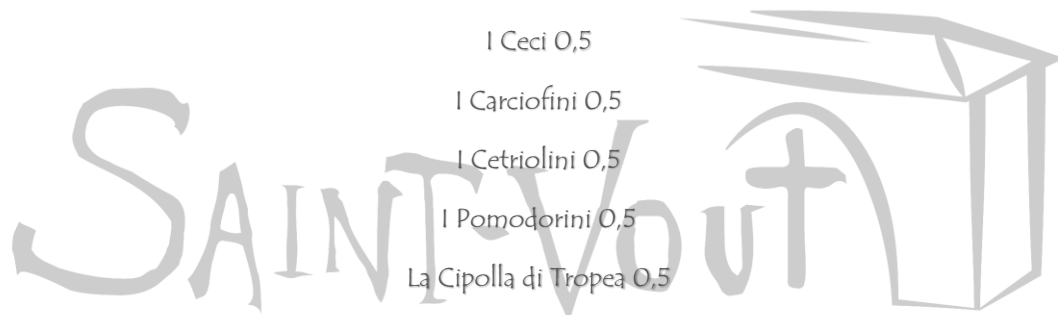 I Ceci 0,5
I Carciofini 0,5
I Cetriolini 0,5
I Pomodorini 0,5
La Cipolla di Tropea 0,5
SAINT-VOUT